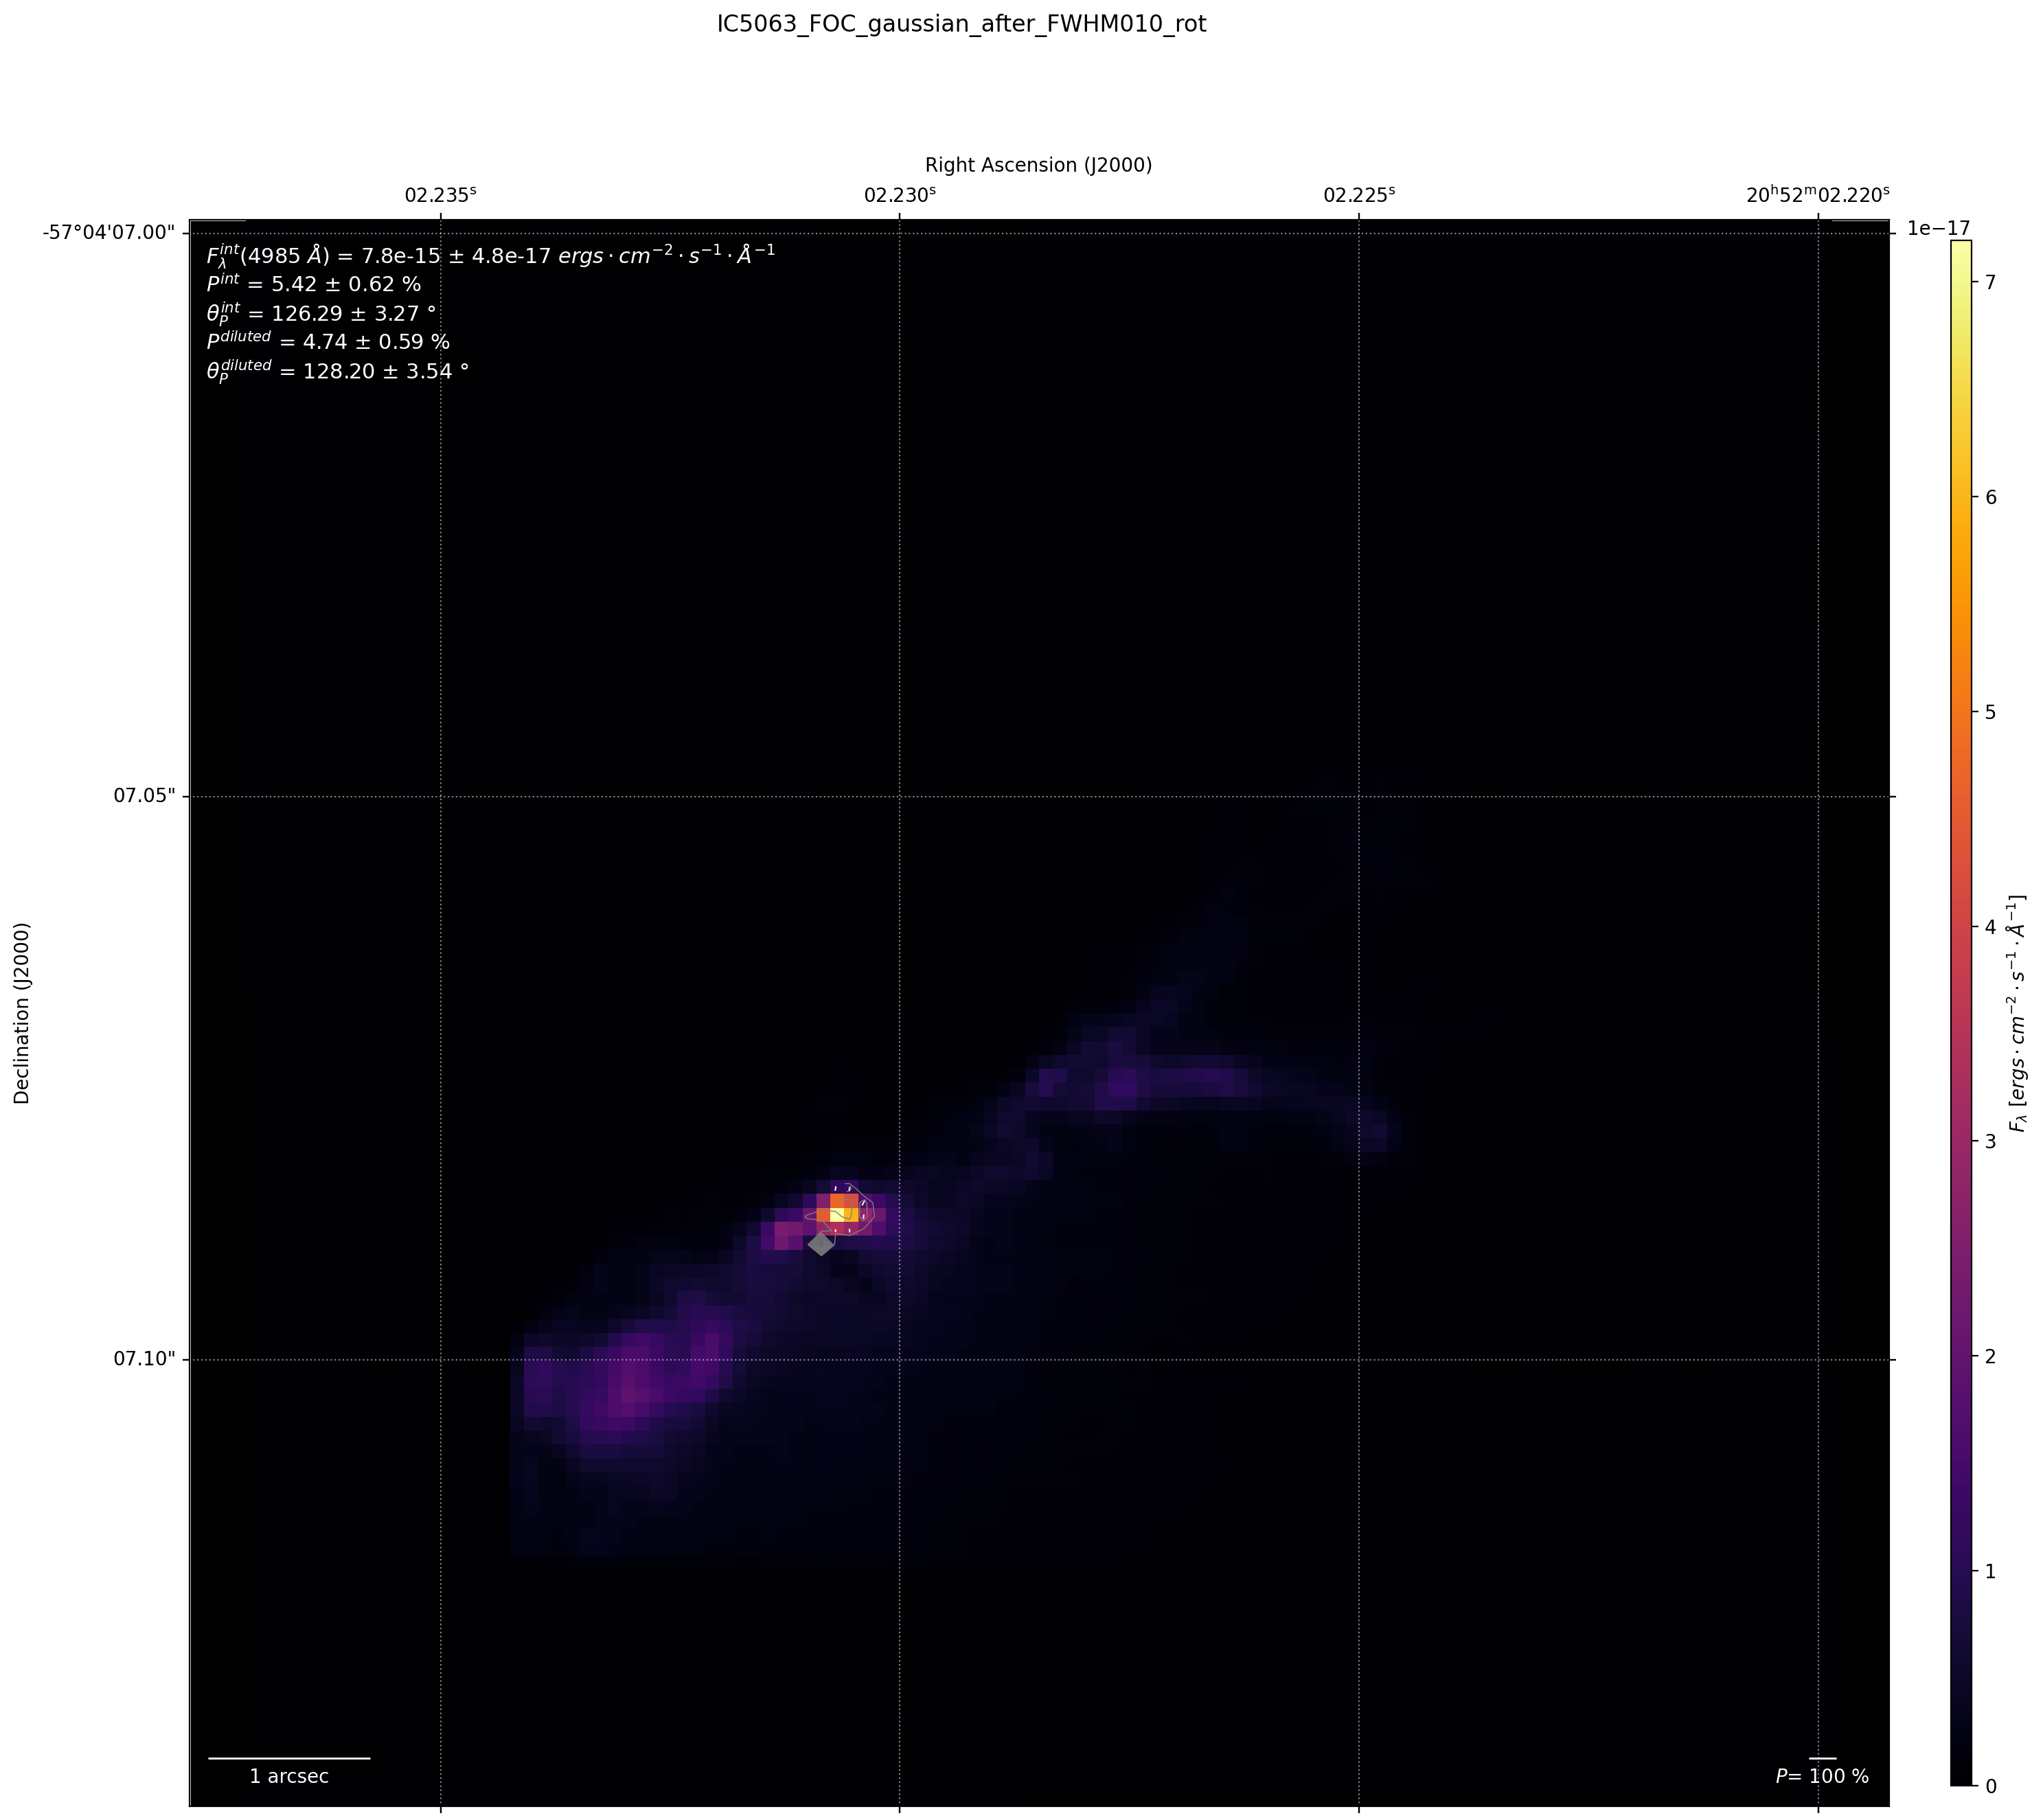 IC5063_FOC_gaussian_after_FWHM010_rot
Right Ascension (J2000)
02.235ˢ 02.230ˢ 02.225ˢ 20ʰ52ᵐ02.220ˢ
-57°04'07.00"
07.05"
07.10"
Declination (J2000)
F_λ^int(4985 Å) = 7.8e-15 ± 4.8e-17 ergs · cm⁻² · s⁻¹ · Å⁻¹
P^int = 5.42 ± 0.62 %
θ_P^int = 126.29 ± 3.27 °
P^diluted = 4.74 ± 0.59 %
θ_P^diluted = 128.20 ± 3.54 °
1 arcsec
P= 100 %
1e−17
7
6
5
4
3
2
1
0
F_λ [ergs · cm⁻² · s⁻¹ · Å⁻¹]